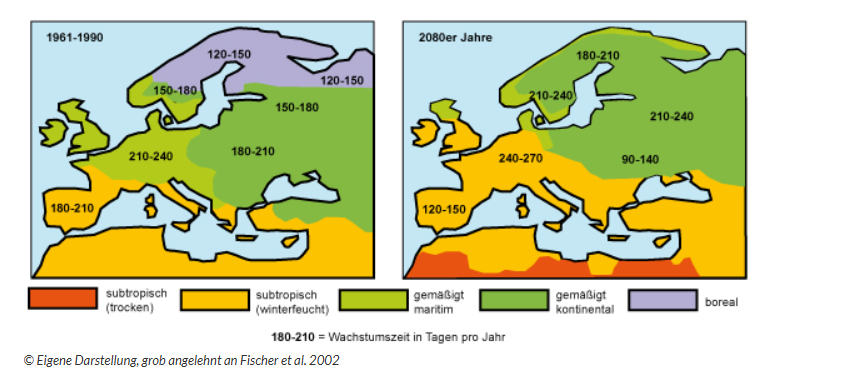 1961-1990
120-150
120-150
150-180
150-180
180-210
210-240
180-210
2080er Jahre
180-210
210-240
210-240
240-270
90-140
120-150
subtropisch
(trocken)
subtropisch
(winterfeucht)
gemäßigt
maritim
gemäßigt
kontinental
boreal
180-210 = Wachstumszeit in Tagen pro Jahr
© Eigene Darstellung, grob angelehnt an Fischer et al. 2002